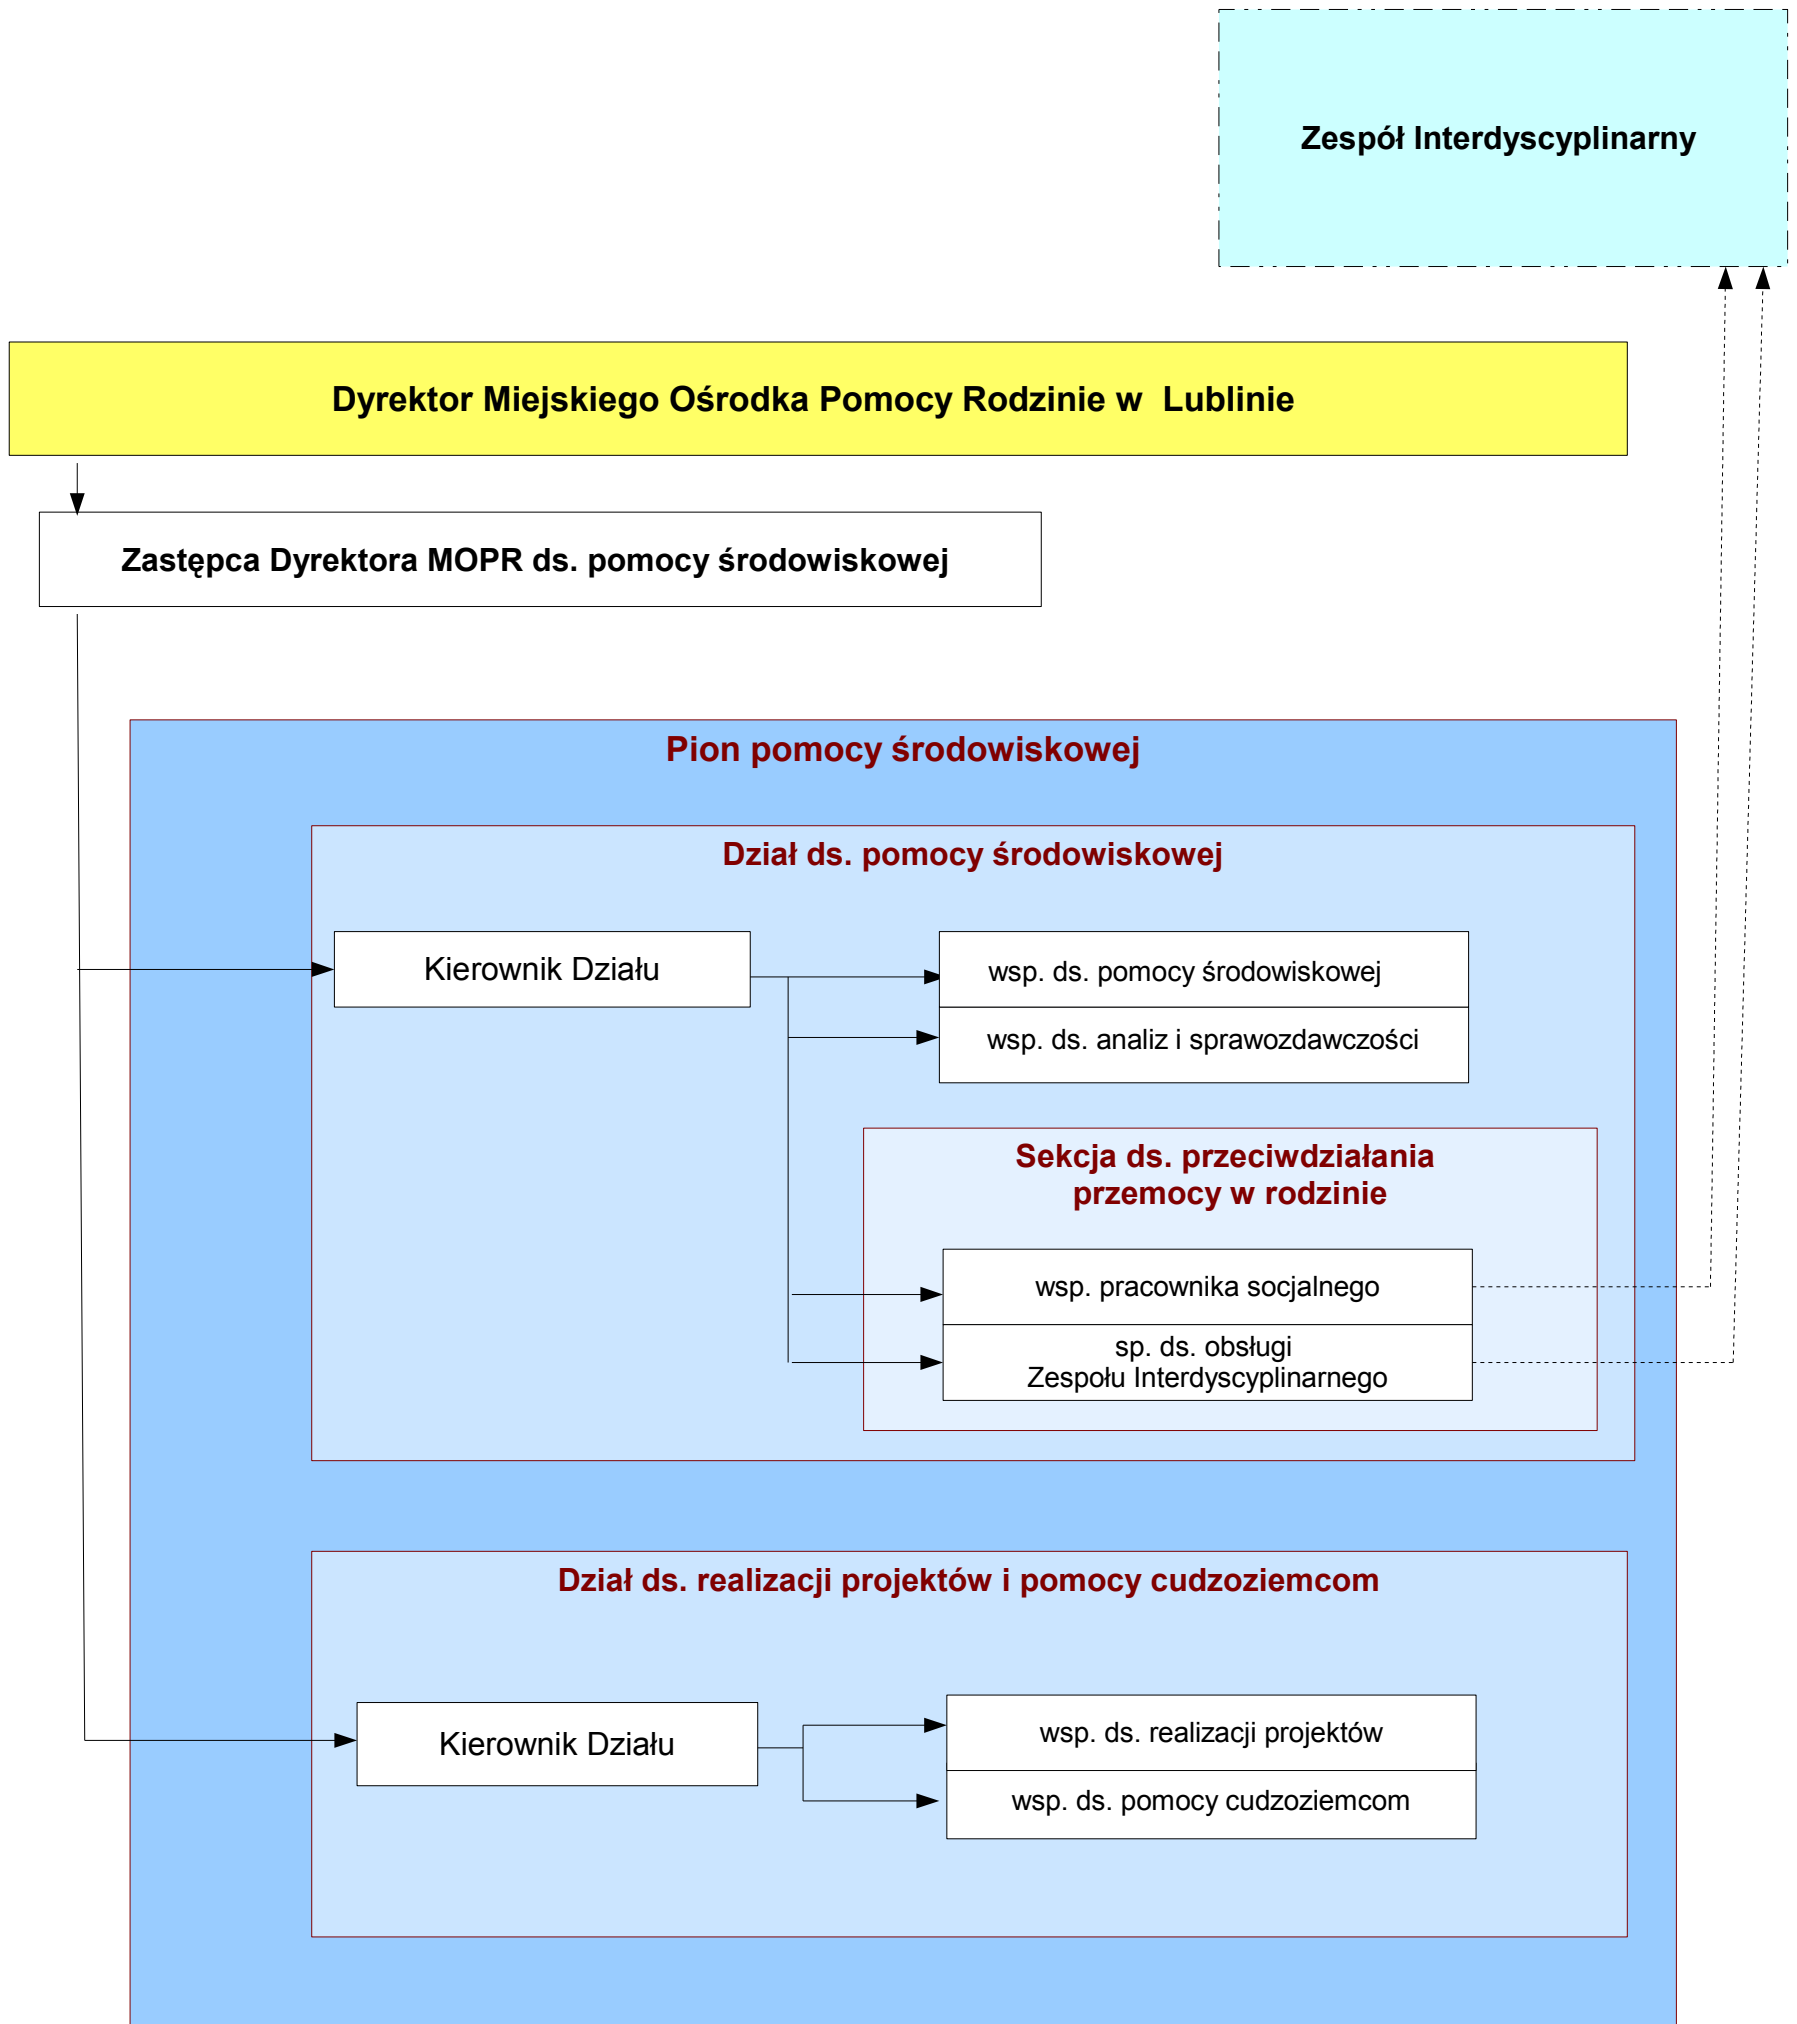 Zespół Interdyscyplinarny
Dyrektor Miejskiego Ośrodka Pomocy Rodzinie w  Lublinie
Zastępca Dyrektora MOPR ds. pomocy środowiskowej
Pion pomocy środowiskowej
Dział ds. pomocy środowiskowej
Kierownik Działu
wsp. ds. pomocy środowiskowej
wsp. ds. analiz i sprawozdawczości
Sekcja ds. przeciwdziałania
przemocy w rodzinie
wsp. pracownika socjalnego
sp. ds. obsługi
Zespołu Interdyscyplinarnego
Dział ds. realizacji projektów i pomocy cudzoziemcom
Kierownik Działu
wsp. ds. realizacji projektów
wsp. ds. pomocy cudzoziemcom